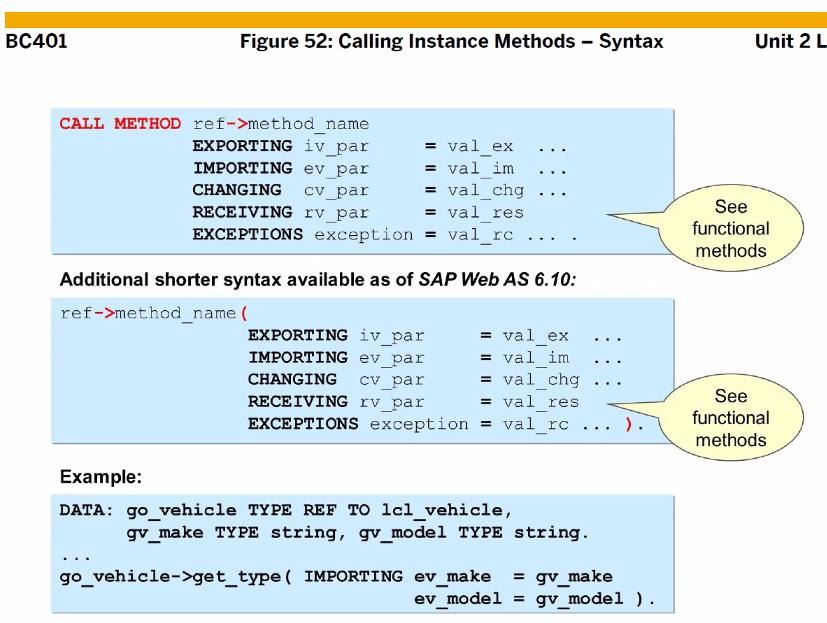 BC401 Figure 52: Calling Instance Methods – Syntax Unit 2 L
CALL METHOD ref->method_name
EXPORTING iv_par = val_ex ...
IMPORTING ev_par = val_im ...
CHANGING cv_par = val_chg ...
RECEIVING rv_par = val_res
EXCEPTIONS exception = val_rc ... .
See
functional
methods
Additional shorter syntax available as of SAP Web AS 6.10:
ref->method_name(
EXPORTING iv_par = val_ex ...
IMPORTING ev_par = val_im ...
CHANGING cv_par = val_chg ...
RECEIVING rv_par = val_res
EXCEPTIONS exception = val_rc ... ).
See
functional
methods
Example:
DATA: go_vehicle TYPE REF TO lcl_vehicle,
gv_make TYPE string, gv_model TYPE string.
...
go_vehicle->get_type( IMPORTING ev_make = gv_make
ev_model = gv_model ).